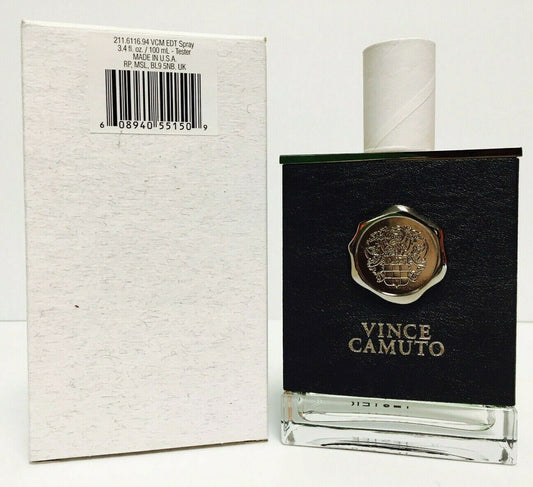 211.6116.94 VCM EDT Spray
3.4 fl. oz. / 100 mL - Tester
MADE IN U.S.A.
RP, MSL, BL9 5NB. UK
6 08940 55150 9
VINCE
CAMUTO